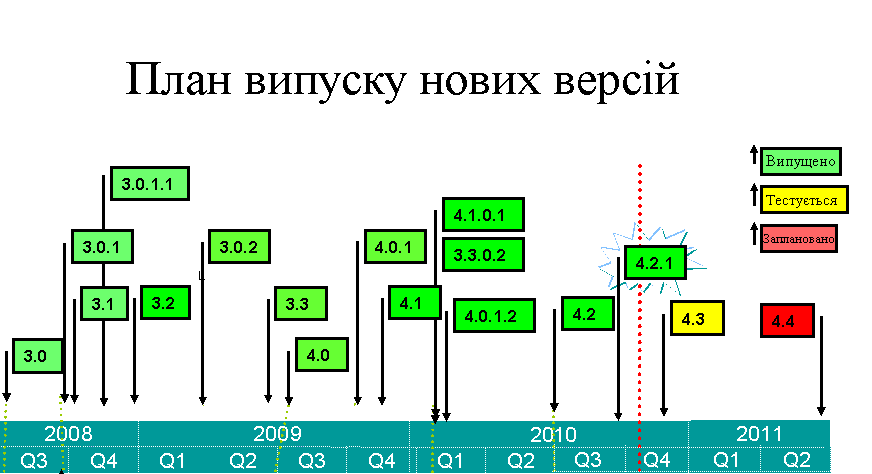 План випуску нових версій
Випущено
Тестується
Заплановано
3.0.1.1
4.1.0.1
3.0.1
3.0.2
4.0.1
3.3.0.2
4.2.1
3.1
3.2
3.3
4.1
4.0.1.2
4.2
4.3
4.4
3.0
4.0
2008 2009 2010 2011
Q3 Q4 Q1 Q2 Q3 Q4 Q1 Q2 Q3 Q4 Q1 Q2